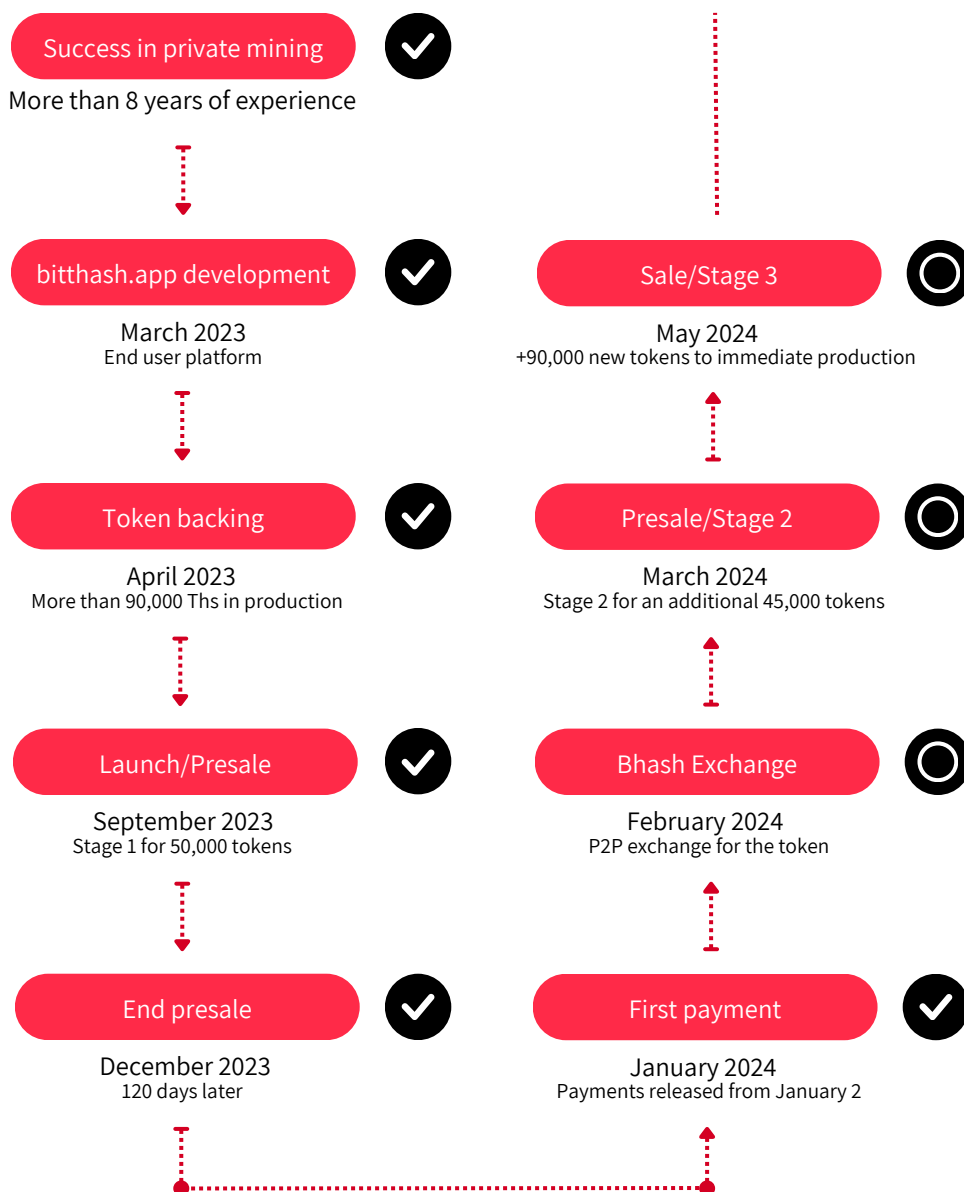 Success in private mining
More than 8 years of experience
bitthash.app development
March 2023
End user platform
Token backing
April 2023
More than 90,000 Ths in production
Launch/Presale
September 2023
Stage 1 for 50,000 tokens
End presale
December 2023
120 days later
First payment
January 2024
Payments released from January 2
Bhash Exchange
February 2024
P2P exchange for the token
Presale/Stage 2
March 2024
Stage 2 for an additional 45,000 tokens
Sale/Stage 3
May 2024
+90,000 new tokens to immediate production